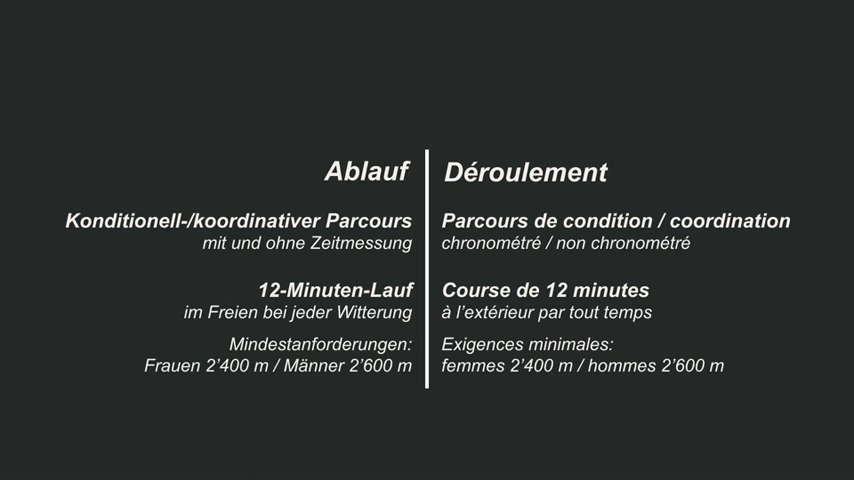 Ablauf
Konditionell-/koordinativer Parcours
mit und ohne Zeitmessung
12-Minuten-Lauf
im Freien bei jeder Witterung
Mindestanforderungen:
Frauen 2’400 m / Männer 2’600 m
Déroulement
Parcours de condition / coordination
chronométré / non chronométré
Course de 12 minutes
à l’extérieur par tout temps
Exigences minimales:
femmes 2’400 m / hommes 2’600 m